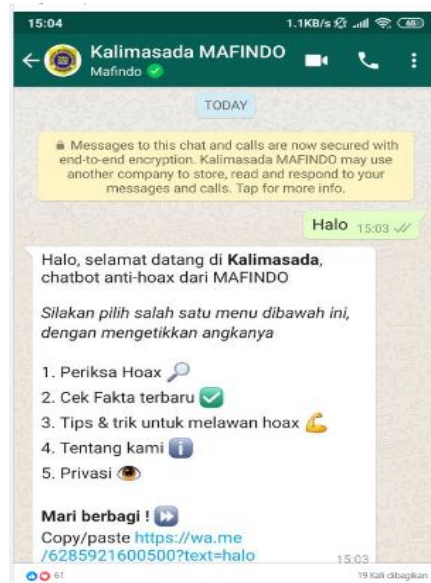 15:04
1.1KB/s
60
Kalimasada MAFINDO
Mafindo
TODAY
Messages to this chat and calls are now secured with
end-to-end encryption. Kalimasada MAFINDO may use
another company to store, read and respond to your
messages and calls. Tap for more info.
Halo 15:03
Halo, selamat datang di Kalimasada,
chatbot anti-hoax dari MAFINDO
Silakan pilih salah satu menu dibawah ini,
dengan mengetikkan angkanya
1. Periksa Hoax
2. Cek Fakta terbaru
3. Tips & trik untuk melawan hoax
4. Tentang kami
5. Privasi
Mari berbagi !
Copy/paste https://wa.me
/6285921600500?text=halo
15:03
61
19 Kali dibagikan